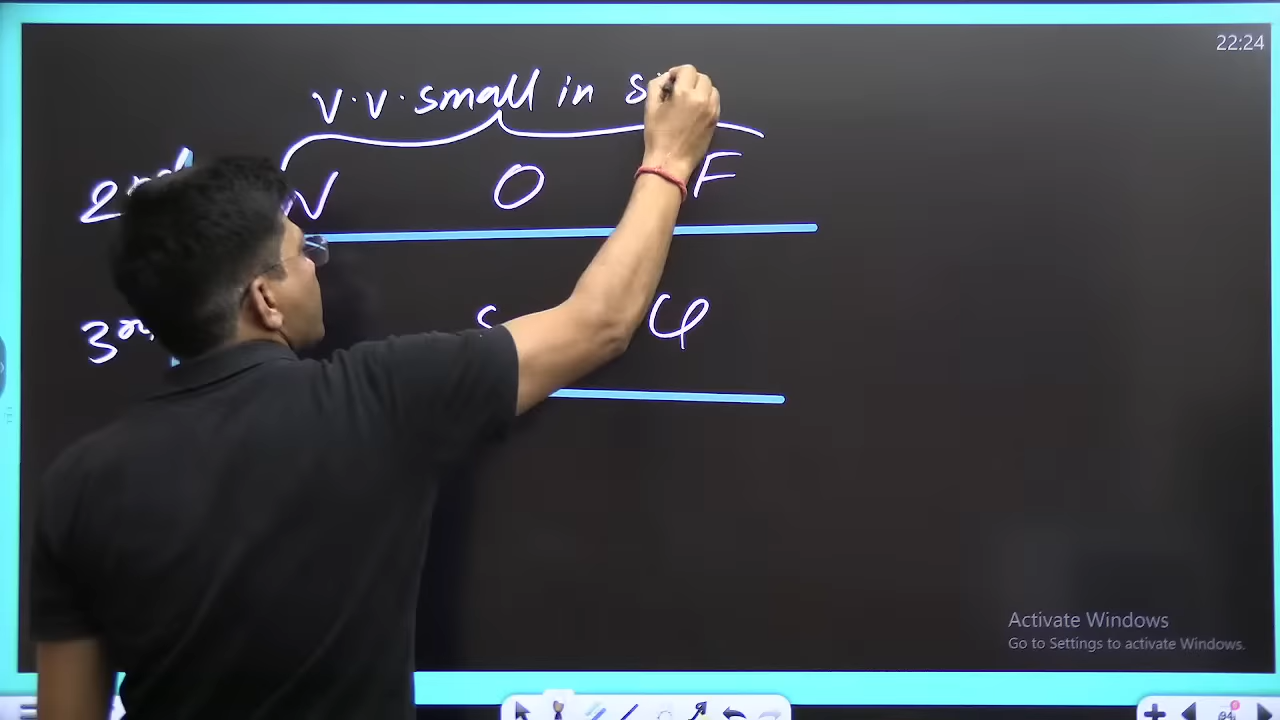 22:24
V.V. small in
2nd N O F
3rd S Cl
Activate Windows
Go to Settings to activate Windows.